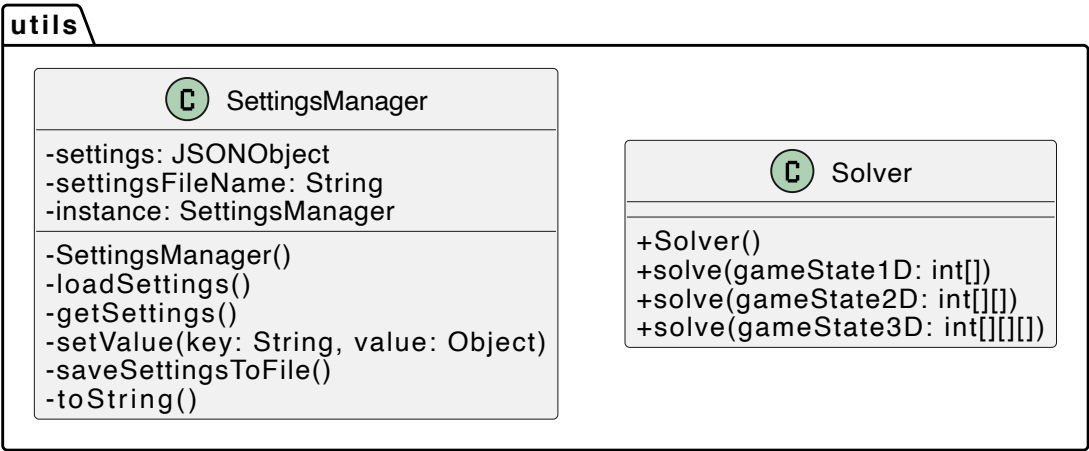 utils
C SettingsManager
-settings: JSONObject
-settingsFileName: String
-instance: SettingsManager
-SettingsManager()
-loadSettings()
-getSettings()
-setValue(key: String, value: Object)
-saveSettingsToFile()
-toString()
C Solver
+Solver()
+solve(gameState1D: int[])
+solve(gameState2D: int[][])
+solve(gameState3D: int[][][])